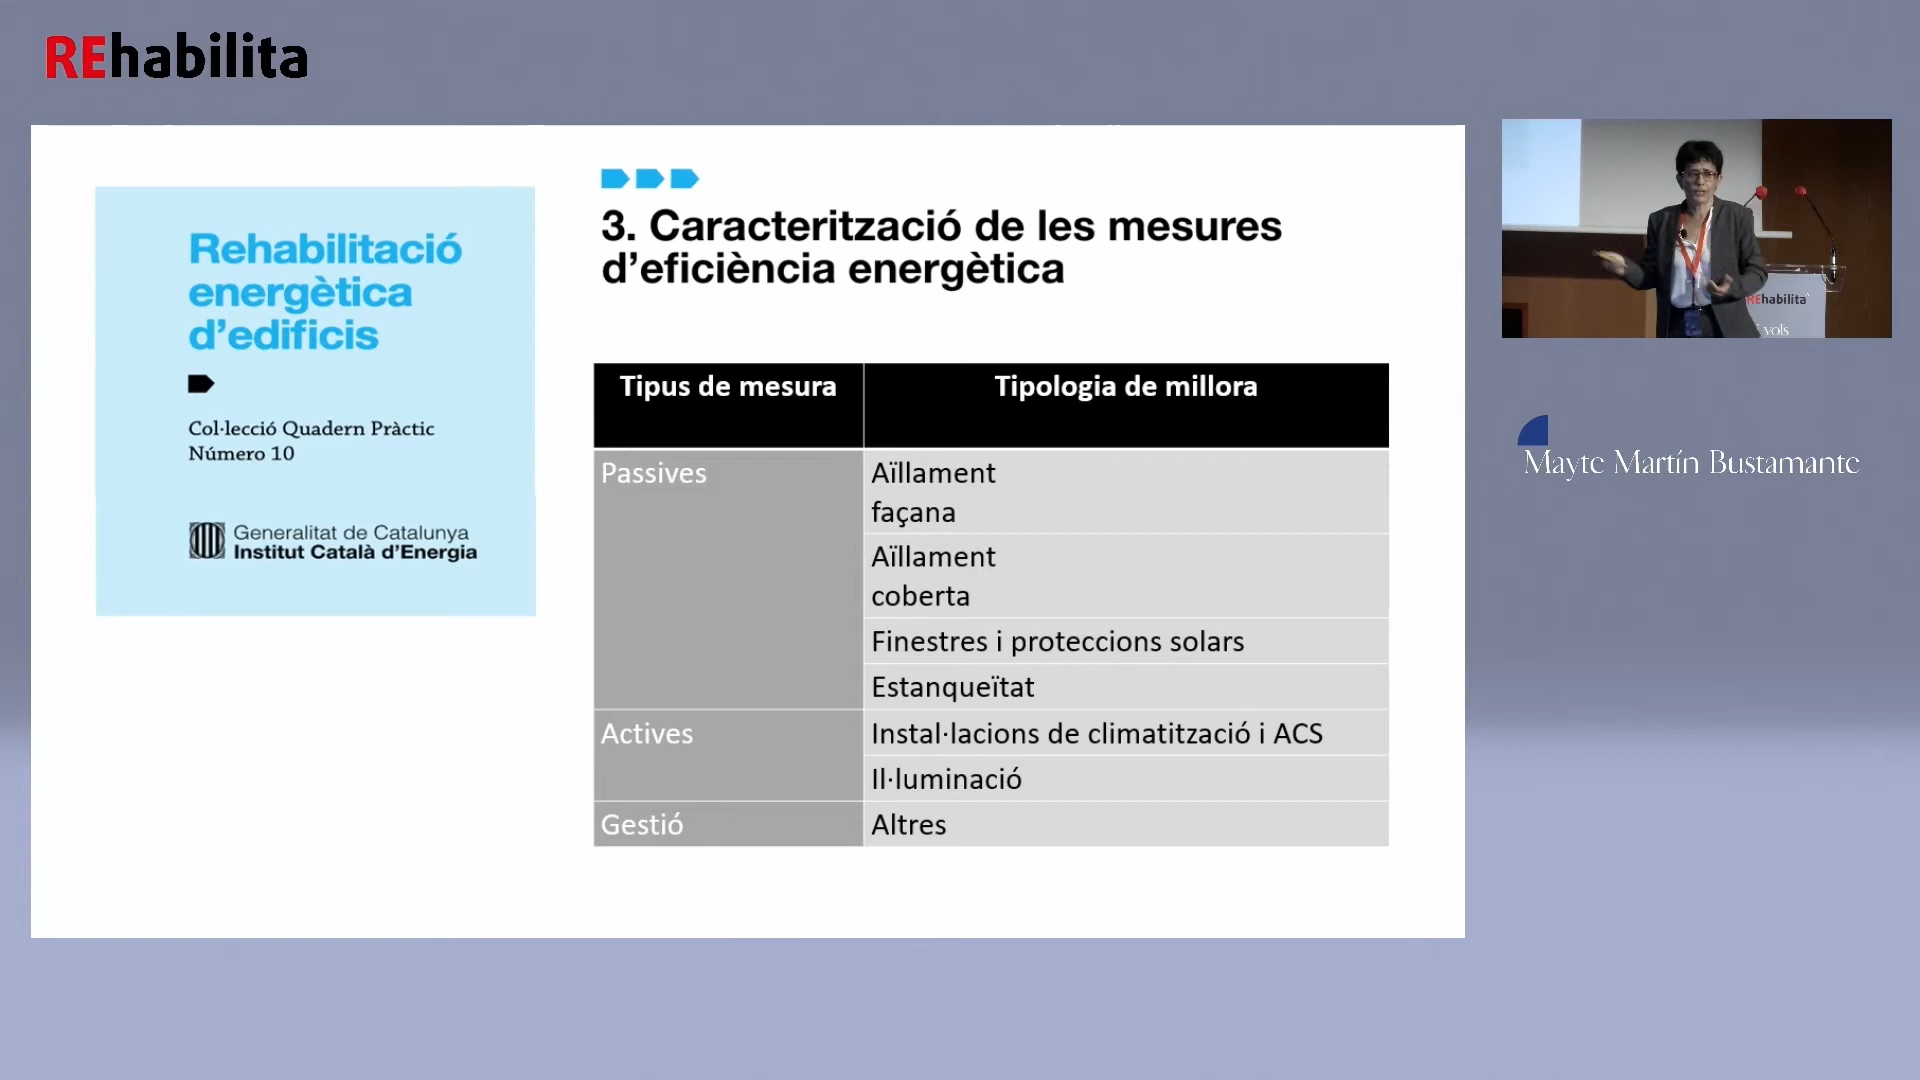 REhabilita
Rehabilitació
energètica
d’edificis
Col·lecció Quadern Pràctic
Número 10
Generalitat de Catalunya
Institut Català d’Energia
3. Caracterització de les mesures
d’eficiència energètica
Tipus de mesura
Tipologia de millora
Passives
Aïllament
façana
Aïllament
coberta
Finestres i proteccions solars
Estanqueïtat
Actives
Instal·lacions de climatització i ACS
Il·luminació
Gestió
Altres
REhabilita
vols
Mayte Martín Bustamante